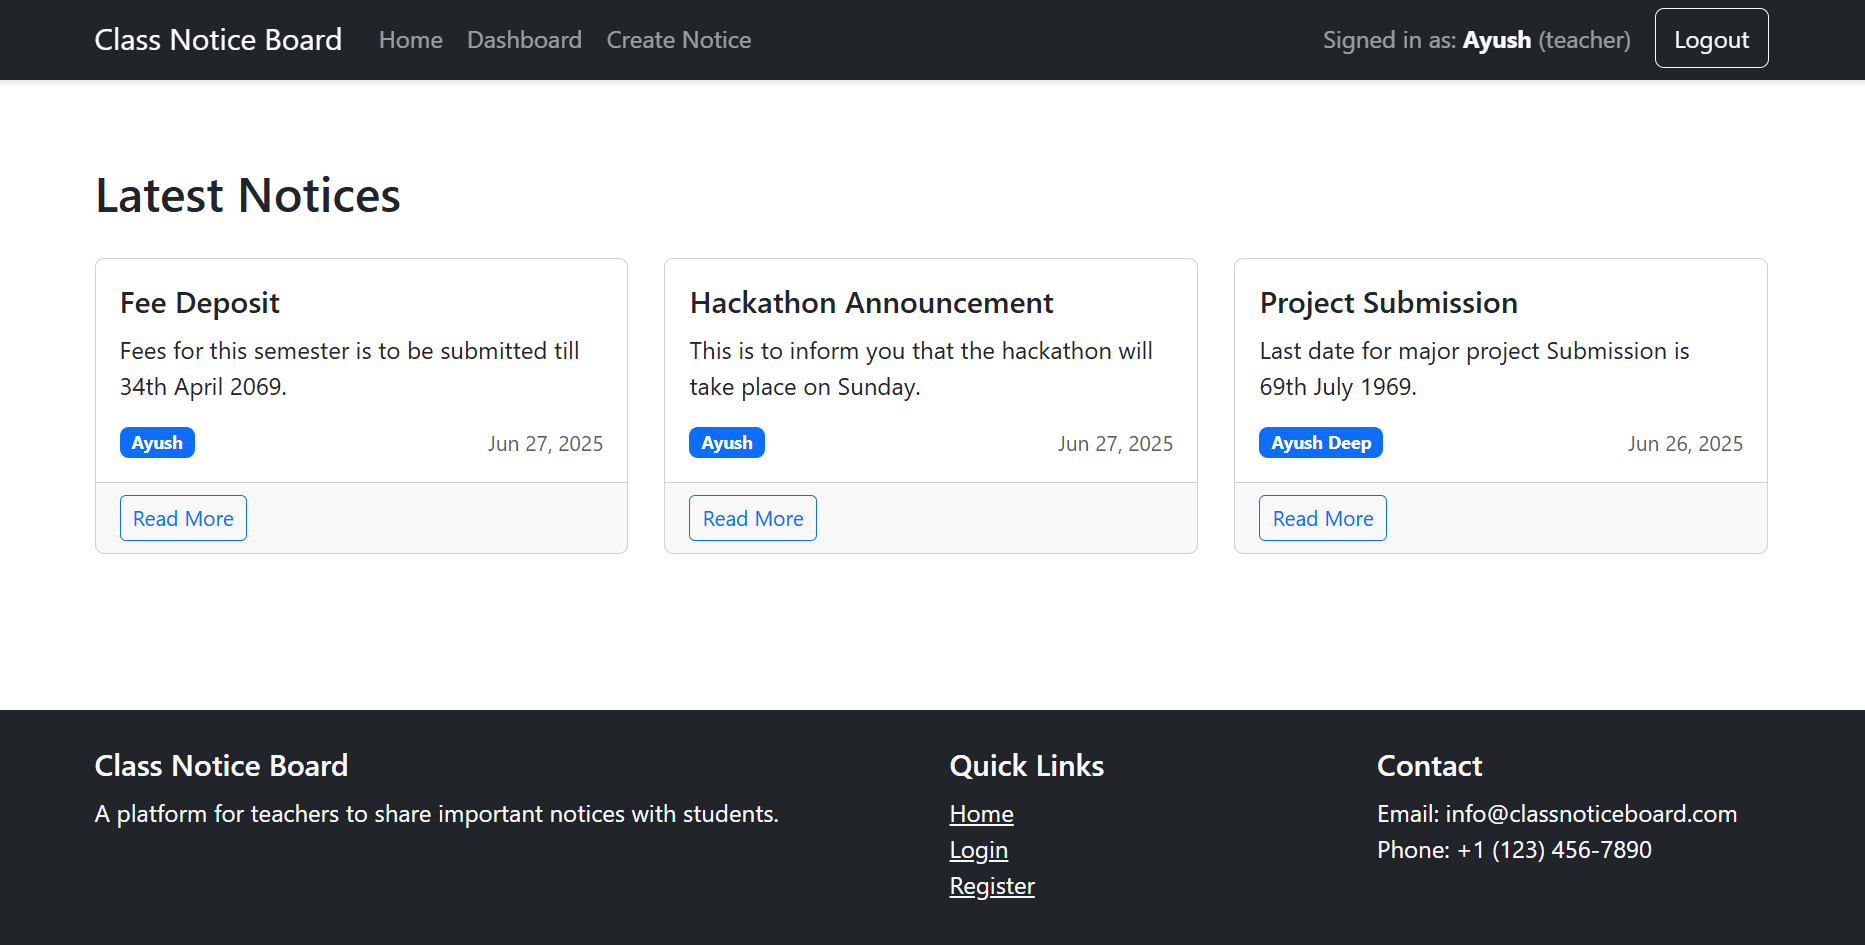 Class Notice Board
Home
Dashboard
Create Notice
Signed in as: Ayush (teacher)
Logout
Latest Notices
Fee Deposit
Fees for this semester is to be submitted till
34th April 2069.
Ayush
Jun 27, 2025
Read More
Hackathon Announcement
This is to inform you that the hackathon will
take place on Sunday.
Ayush
Jun 27, 2025
Read More
Project Submission
Last date for major project Submission is
69th July 1969.
Ayush Deep
Jun 26, 2025
Read More
Class Notice Board
A platform for teachers to share important notices with students.
Quick Links
Home
Login
Register
Contact
Email: info@classnoticeboard.com
Phone: +1 (123) 456-7890